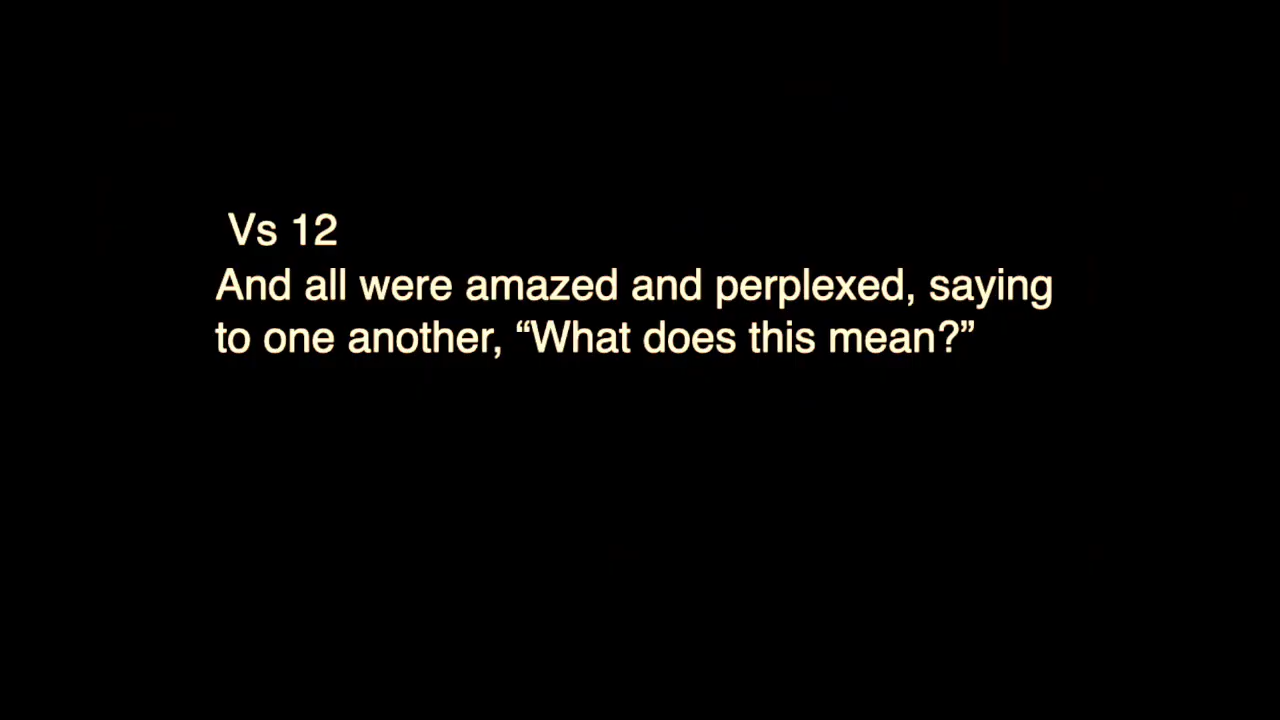 Vs 12
And all were amazed and perplexed, saying
to one another, “What does this mean?”